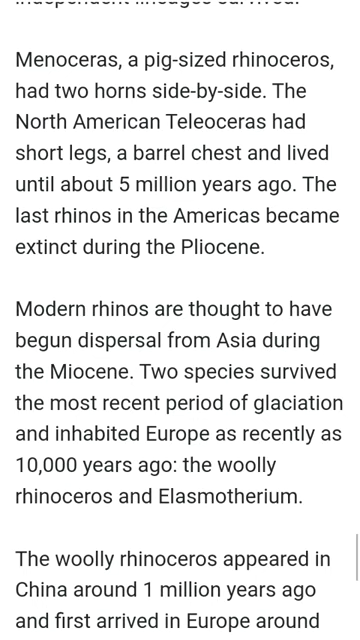 independent lineages survived.
Menoceras, a pig-sized rhinoceros,
had two horns side-by-side. The
North American Teleoceras had
short legs, a barrel chest and lived
until about 5 million years ago. The
last rhinos in the Americas became
extinct during the Pliocene.
Modern rhinos are thought to have
begun dispersal from Asia during
the Miocene. Two species survived
the most recent period of glaciation
and inhabited Europe as recently as
10,000 years ago: the woolly
rhinoceros and Elasmotherium.
The woolly rhinoceros appeared in
China around 1 million years ago
and first arrived in Europe around